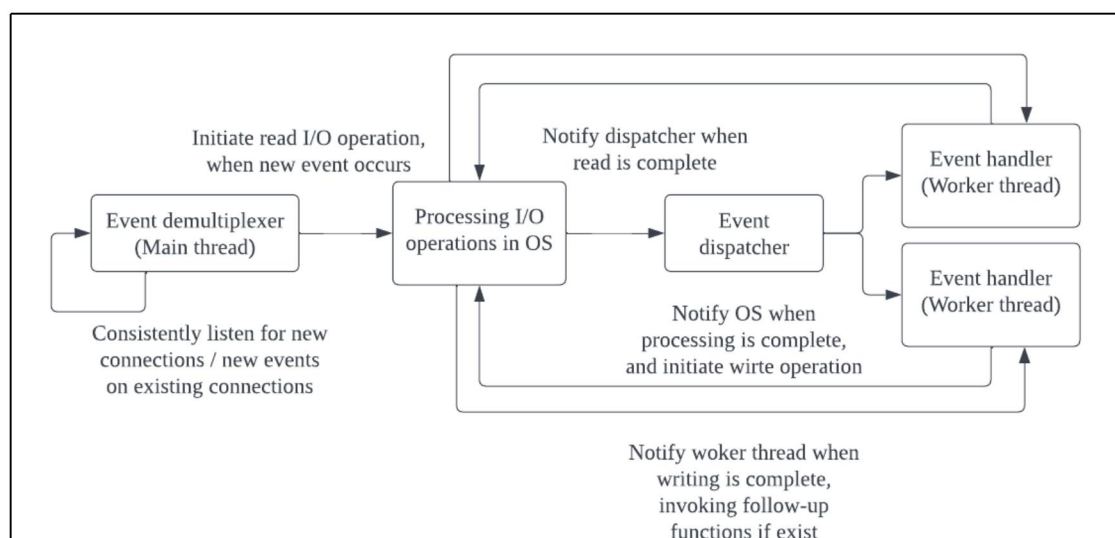 Initiate read I/O operation,
when new event occurs
Notify dispatcher when
read is complete
Event handler
(Worker thread)
Event demultiplexer
(Main thread)
Processing I/O
operations in OS
Event
dispatcher
Event handler
(Worker thread)
Consistently listen for new
connections / new events
on existing connections
Notify OS when
processing is complete,
and initiate wirte operation
Notify woker thread when
writing is complete,
invoking follow-up
functions if exist